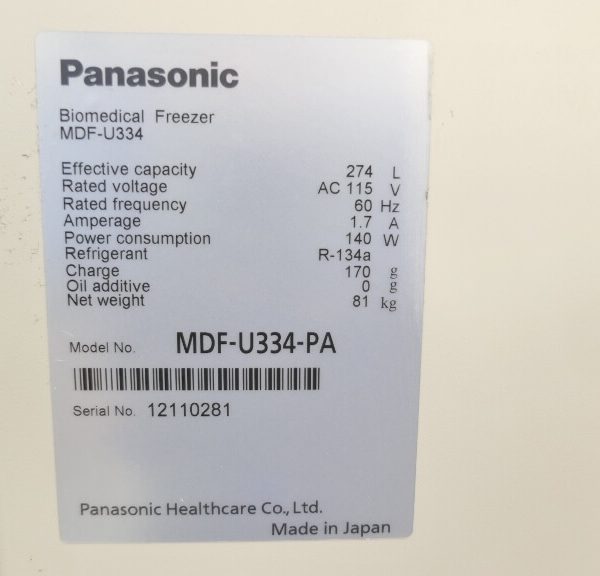 Panasonic
Biomedical Freezer
MDF-U334
Effective capacity 274 L
Rated voltage AC 115 V
Rated frequency 60 Hz
Amperage 1.7 A
Power consumption 140 W
Refrigerant R-134a
Charge 170 g
Oil additive 0 g
Net weight 81 kg
Model No. MDF-U334-PA
Serial No. 12110281
Panasonic Healthcare Co., Ltd.
Made in Japan